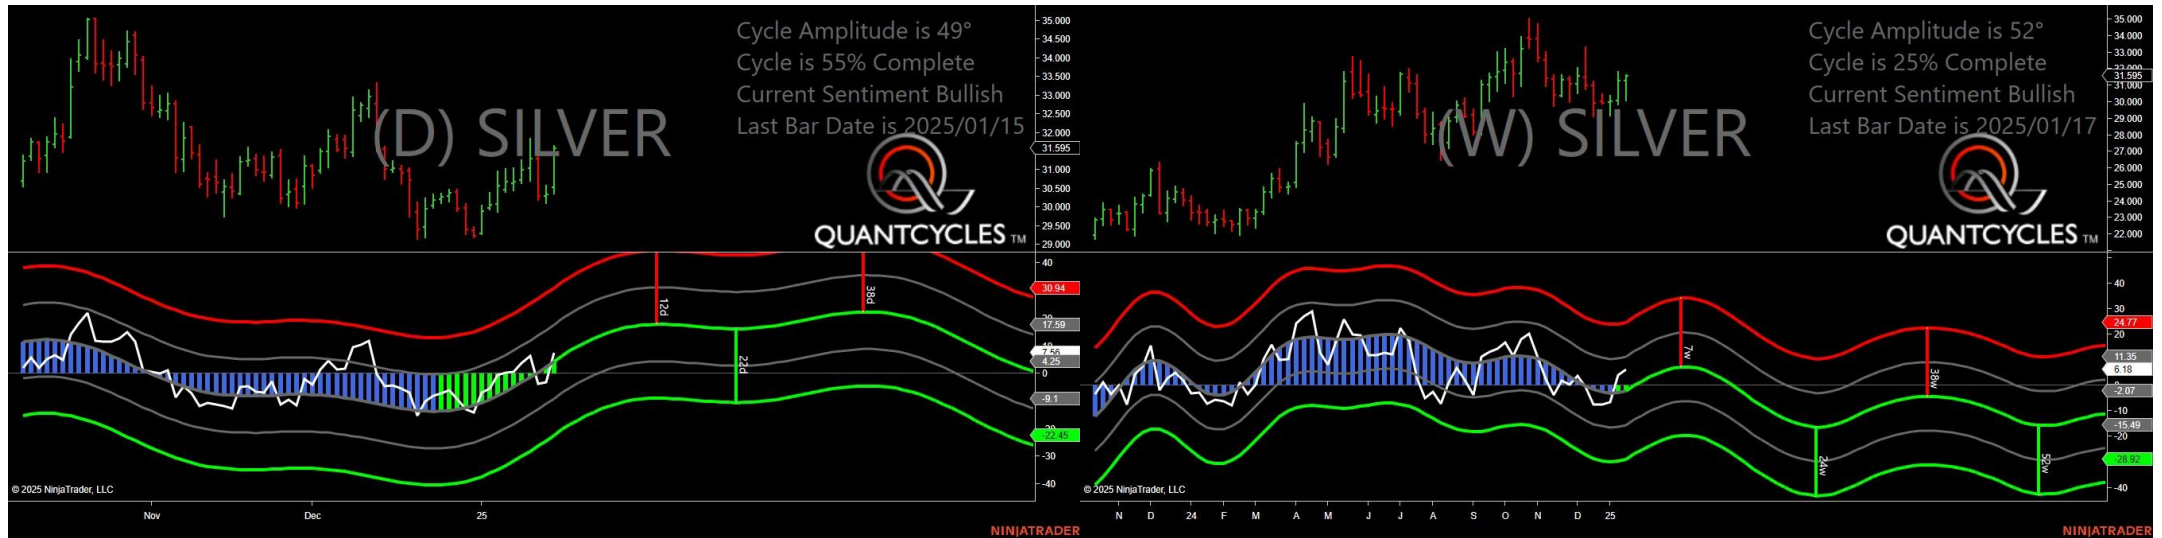 Cycle Amplitude is 49°
Cycle is 55% Complete
Current Sentiment Bullish
Last Bar Date is 2025/01/15
(D) SILVER
QUANTCYCLES TM
35.000
34.500
34.000
33.500
33.000
32.500
32.000
31.595
31.000
30.500
30.000
29.500
29.000
40
30.94
17.59
7.56
4.25
0
-9.1
-22.45
-30
-40
12d
22d
38d
© 2025 NinjaTrader, LLC
Nov
Dec
25
NINJATRADER
Cycle Amplitude is 52°
Cycle is 25% Complete
Current Sentiment Bullish
Last Bar Date is 2025/01/17
(W) SILVER
QUANTCYCLES TM
35.000
34.000
33.000
31.595
31.000
30.000
29.000
28.000
27.000
26.000
25.000
24.000
23.000
22.000
40
30
24.77
20
11.35
6.18
-2.07
-10
-15.49
-20
-28.92
-40
7w
24w
38w
52w
© 2025 NinjaTrader, LLC
N
D
24
F
M
A
M
J
J
A
S
O
N
D
25
NINJATRADER